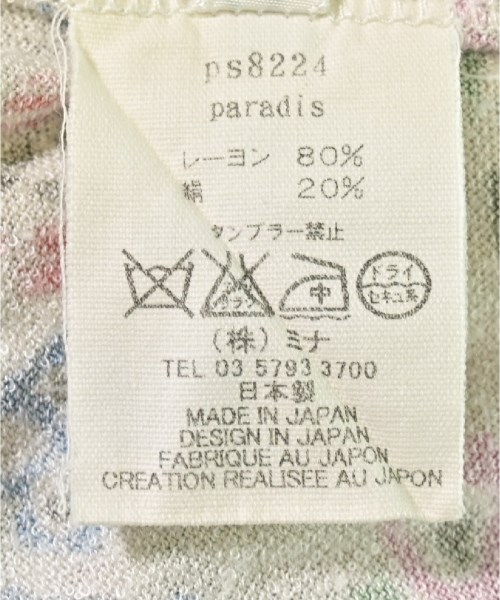 ps8224
paradis
レーヨン 80%
絹 20%
タンブラー禁止
中
ドライ
セキユ系
(株) ミナ
TEL 03 5793 3700
日本製
MADE IN JAPAN
DESIGN IN JAPAN
FABRIQUE AU JAPON
CREATION REALISEE AU JAPON